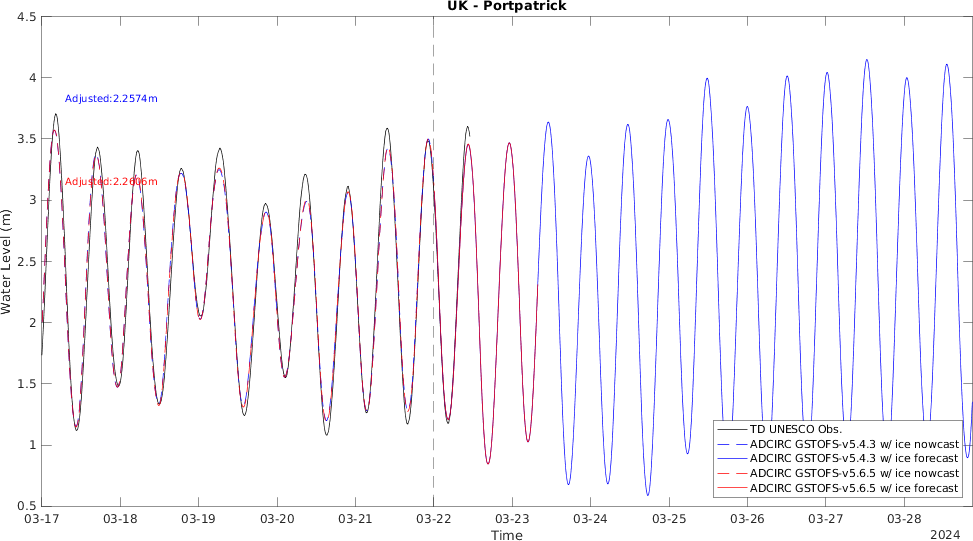 UK - Portpatrick
4.5
4
3.5
3
2.5
2
1.5
1
0.5
Water Level (m)
Adjusted:2.2574m
Adjusted:2.2606m
TD UNESCO Obs.
ADCIRC GSTOFS-v5.4.3 w/ ice nowcast
ADCIRC GSTOFS-v5.4.3 w/ ice forecast
ADCIRC GSTOFS-v5.6.5 w/ ice nowcast
ADCIRC GSTOFS-v5.6.5 w/ ice forecast
03-17 03-18 03-19 03-20 03-21 03-22 03-23 03-24 03-25 03-26 03-27 03-28
Time
2024